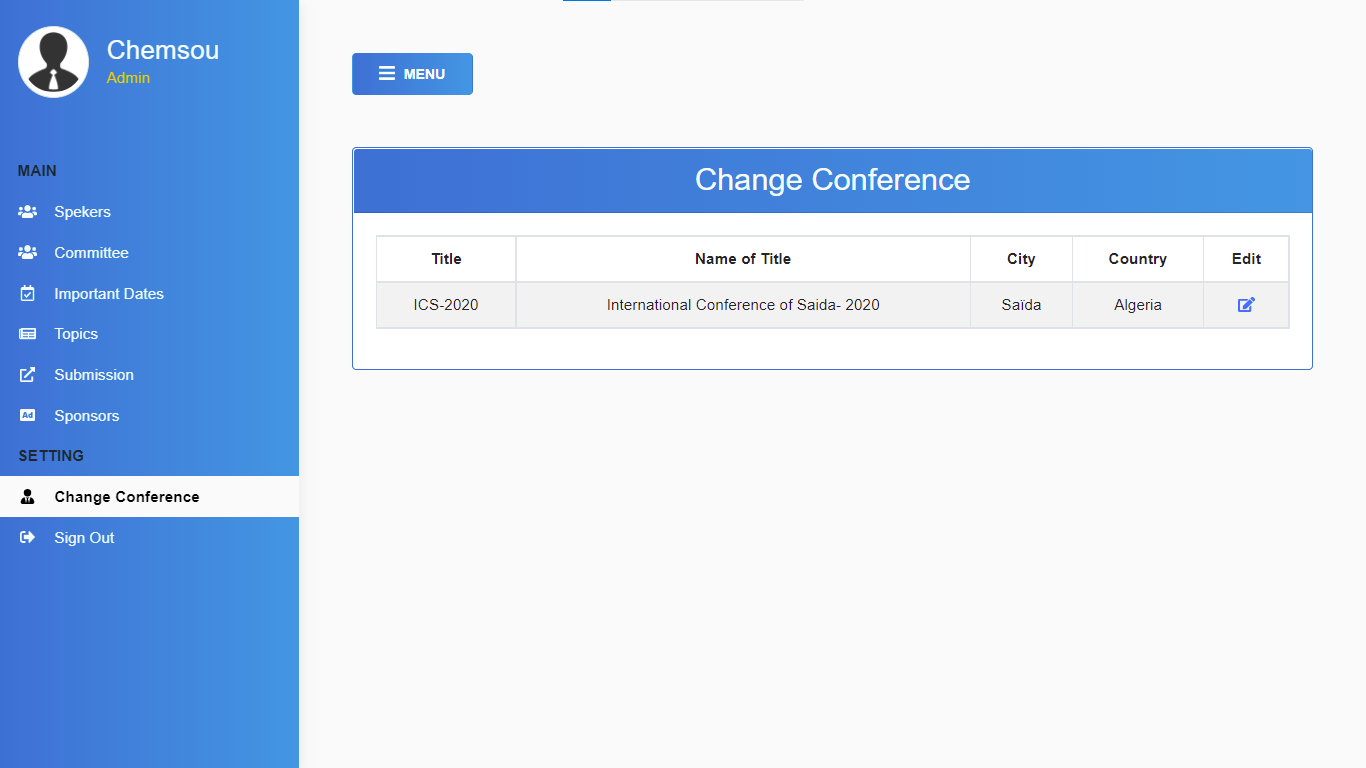 Chemsou
Admin
MAIN
Spekers
Committee
Important Dates
Topics
Submission
Ad Sponsors
SETTING
Change Conference
Sign Out
MENU
Change Conference
Title Name of Title City Country Edit
ICS-2020 International Conference of Saida- 2020 Saïda Algeria